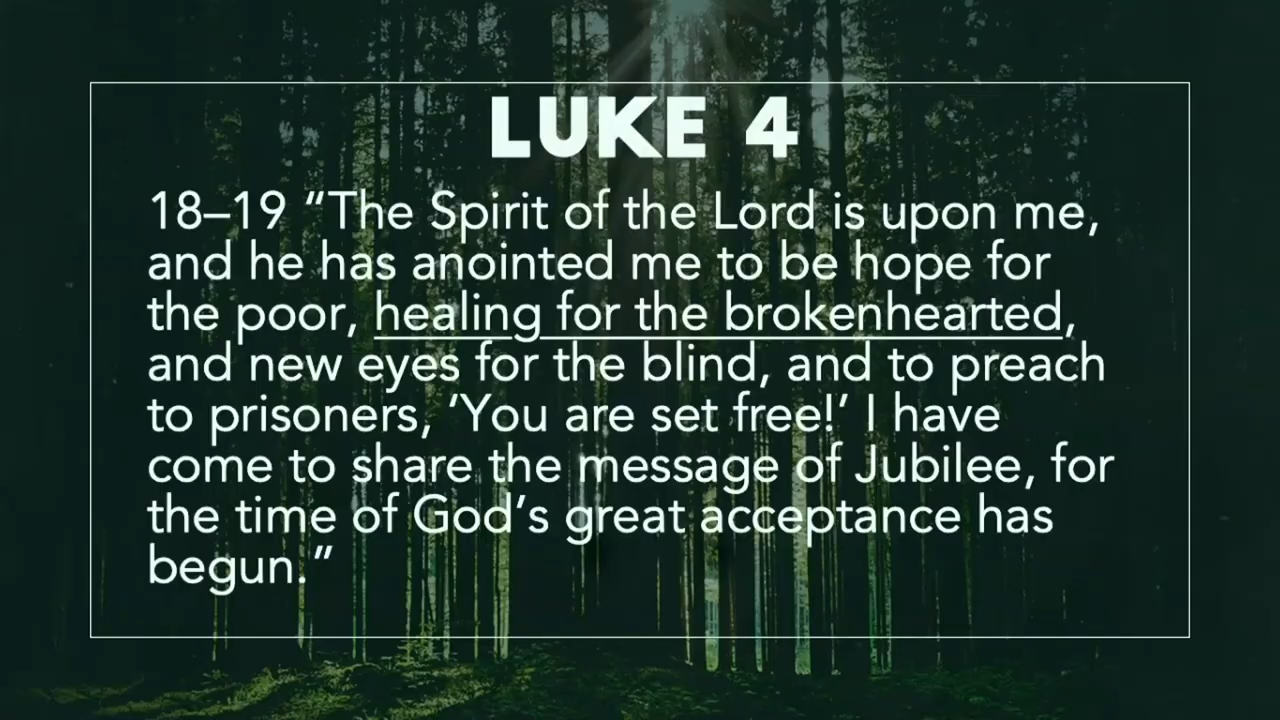 LUKE 4
18–19 “The Spirit of the Lord is upon me,
and he has anointed me to be hope for
the poor, healing for the brokenhearted,
and new eyes for the blind, and to preach
to prisoners, ‘You are set free!’ I have
come to share the message of Jubilee, for
the time of God’s great acceptance has
begun.”